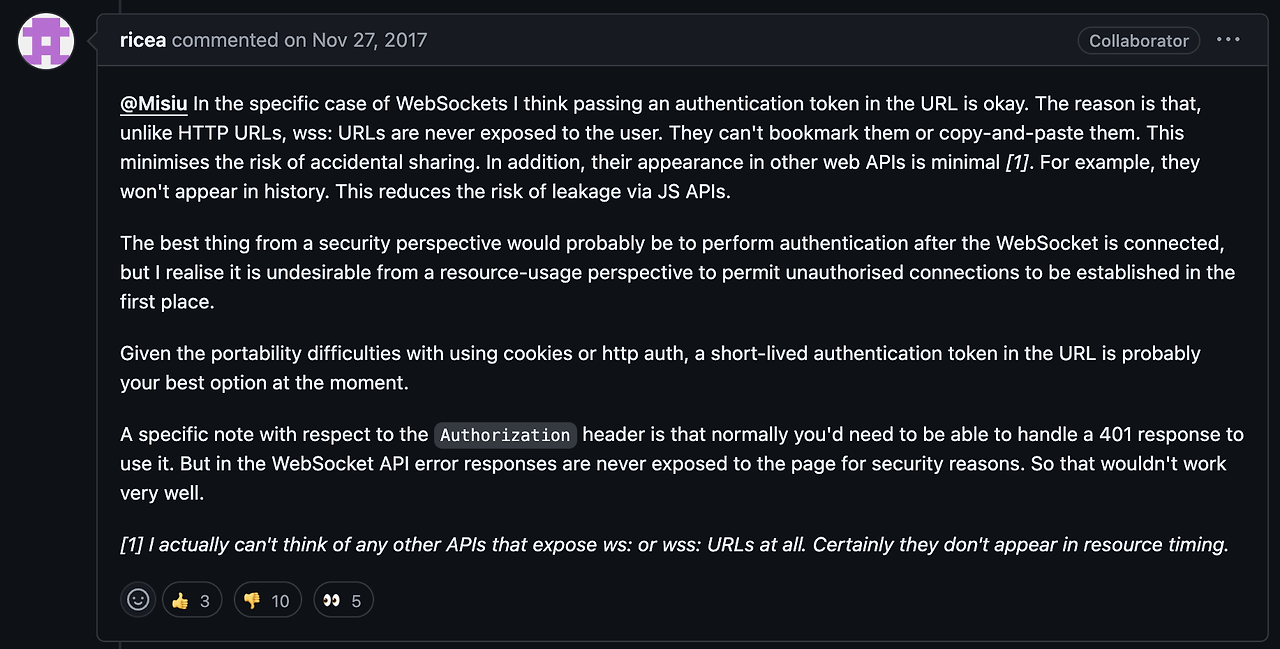 ricea commented on Nov 27, 2017
Collaborator
@Misiu In the specific case of WebSockets I think passing an authentication token in the URL is okay. The reason is that,
unlike HTTP URLs, wss: URLs are never exposed to the user. They can't bookmark them or copy-and-paste them. This
minimises the risk of accidental sharing. In addition, their appearance in other web APIs is minimal [1]. For example, they
won't appear in history. This reduces the risk of leakage via JS APIs.
The best thing from a security perspective would probably be to perform authentication after the WebSocket is connected,
but I realise it is undesirable from a resource-usage perspective to permit unauthorised connections to be established in the
first place.
Given the portability difficulties with using cookies or http auth, a short-lived authentication token in the URL is probably
your best option at the moment.
A specific note with respect to the Authorization header is that normally you'd need to be able to handle a 401 response to
use it. But in the WebSocket API error responses are never exposed to the page for security reasons. So that wouldn't work
very well.
[1] I actually can't think of any other APIs that expose ws: or wss: URLs at all. Certainly they don't appear in resource timing.
👍 3 👎 10 👀 5